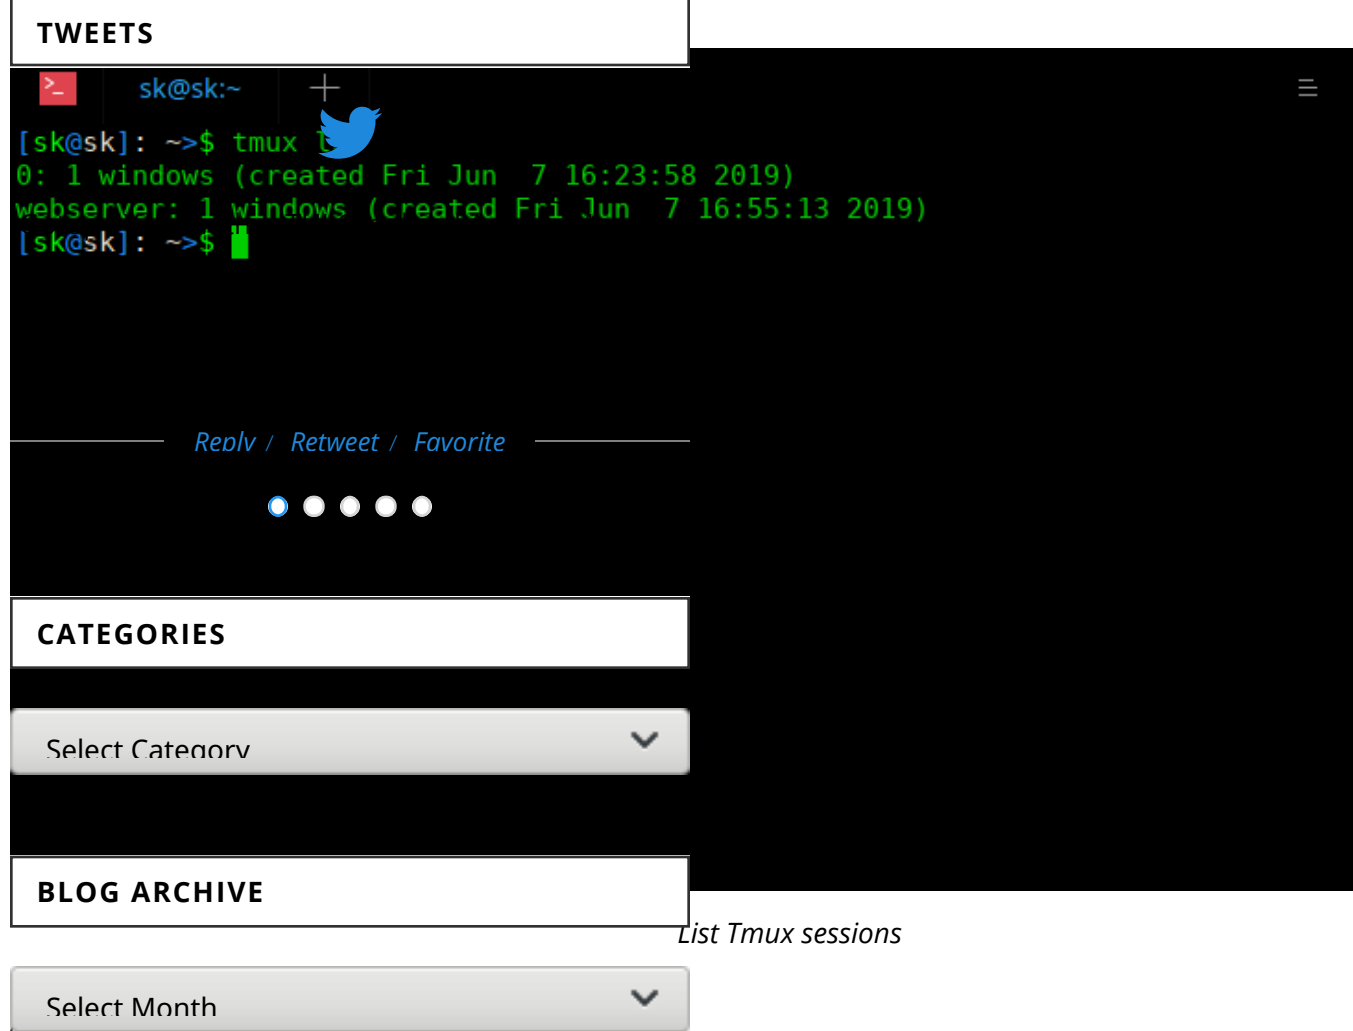 TWEETS
>_ sk@sk:~
[sk@sk]: ~>$ tmux
0: 1 windows (created Fri Jun  7 16:23:58 2019)
webserver: 1 windows (created Fri Jun  7 16:55:13 2019)
[sk@sk]: ~>$
Reply / Retweet / Favorite
CATEGORIES
Select Category
BLOG ARCHIVE
List Tmux sessions
Select Month